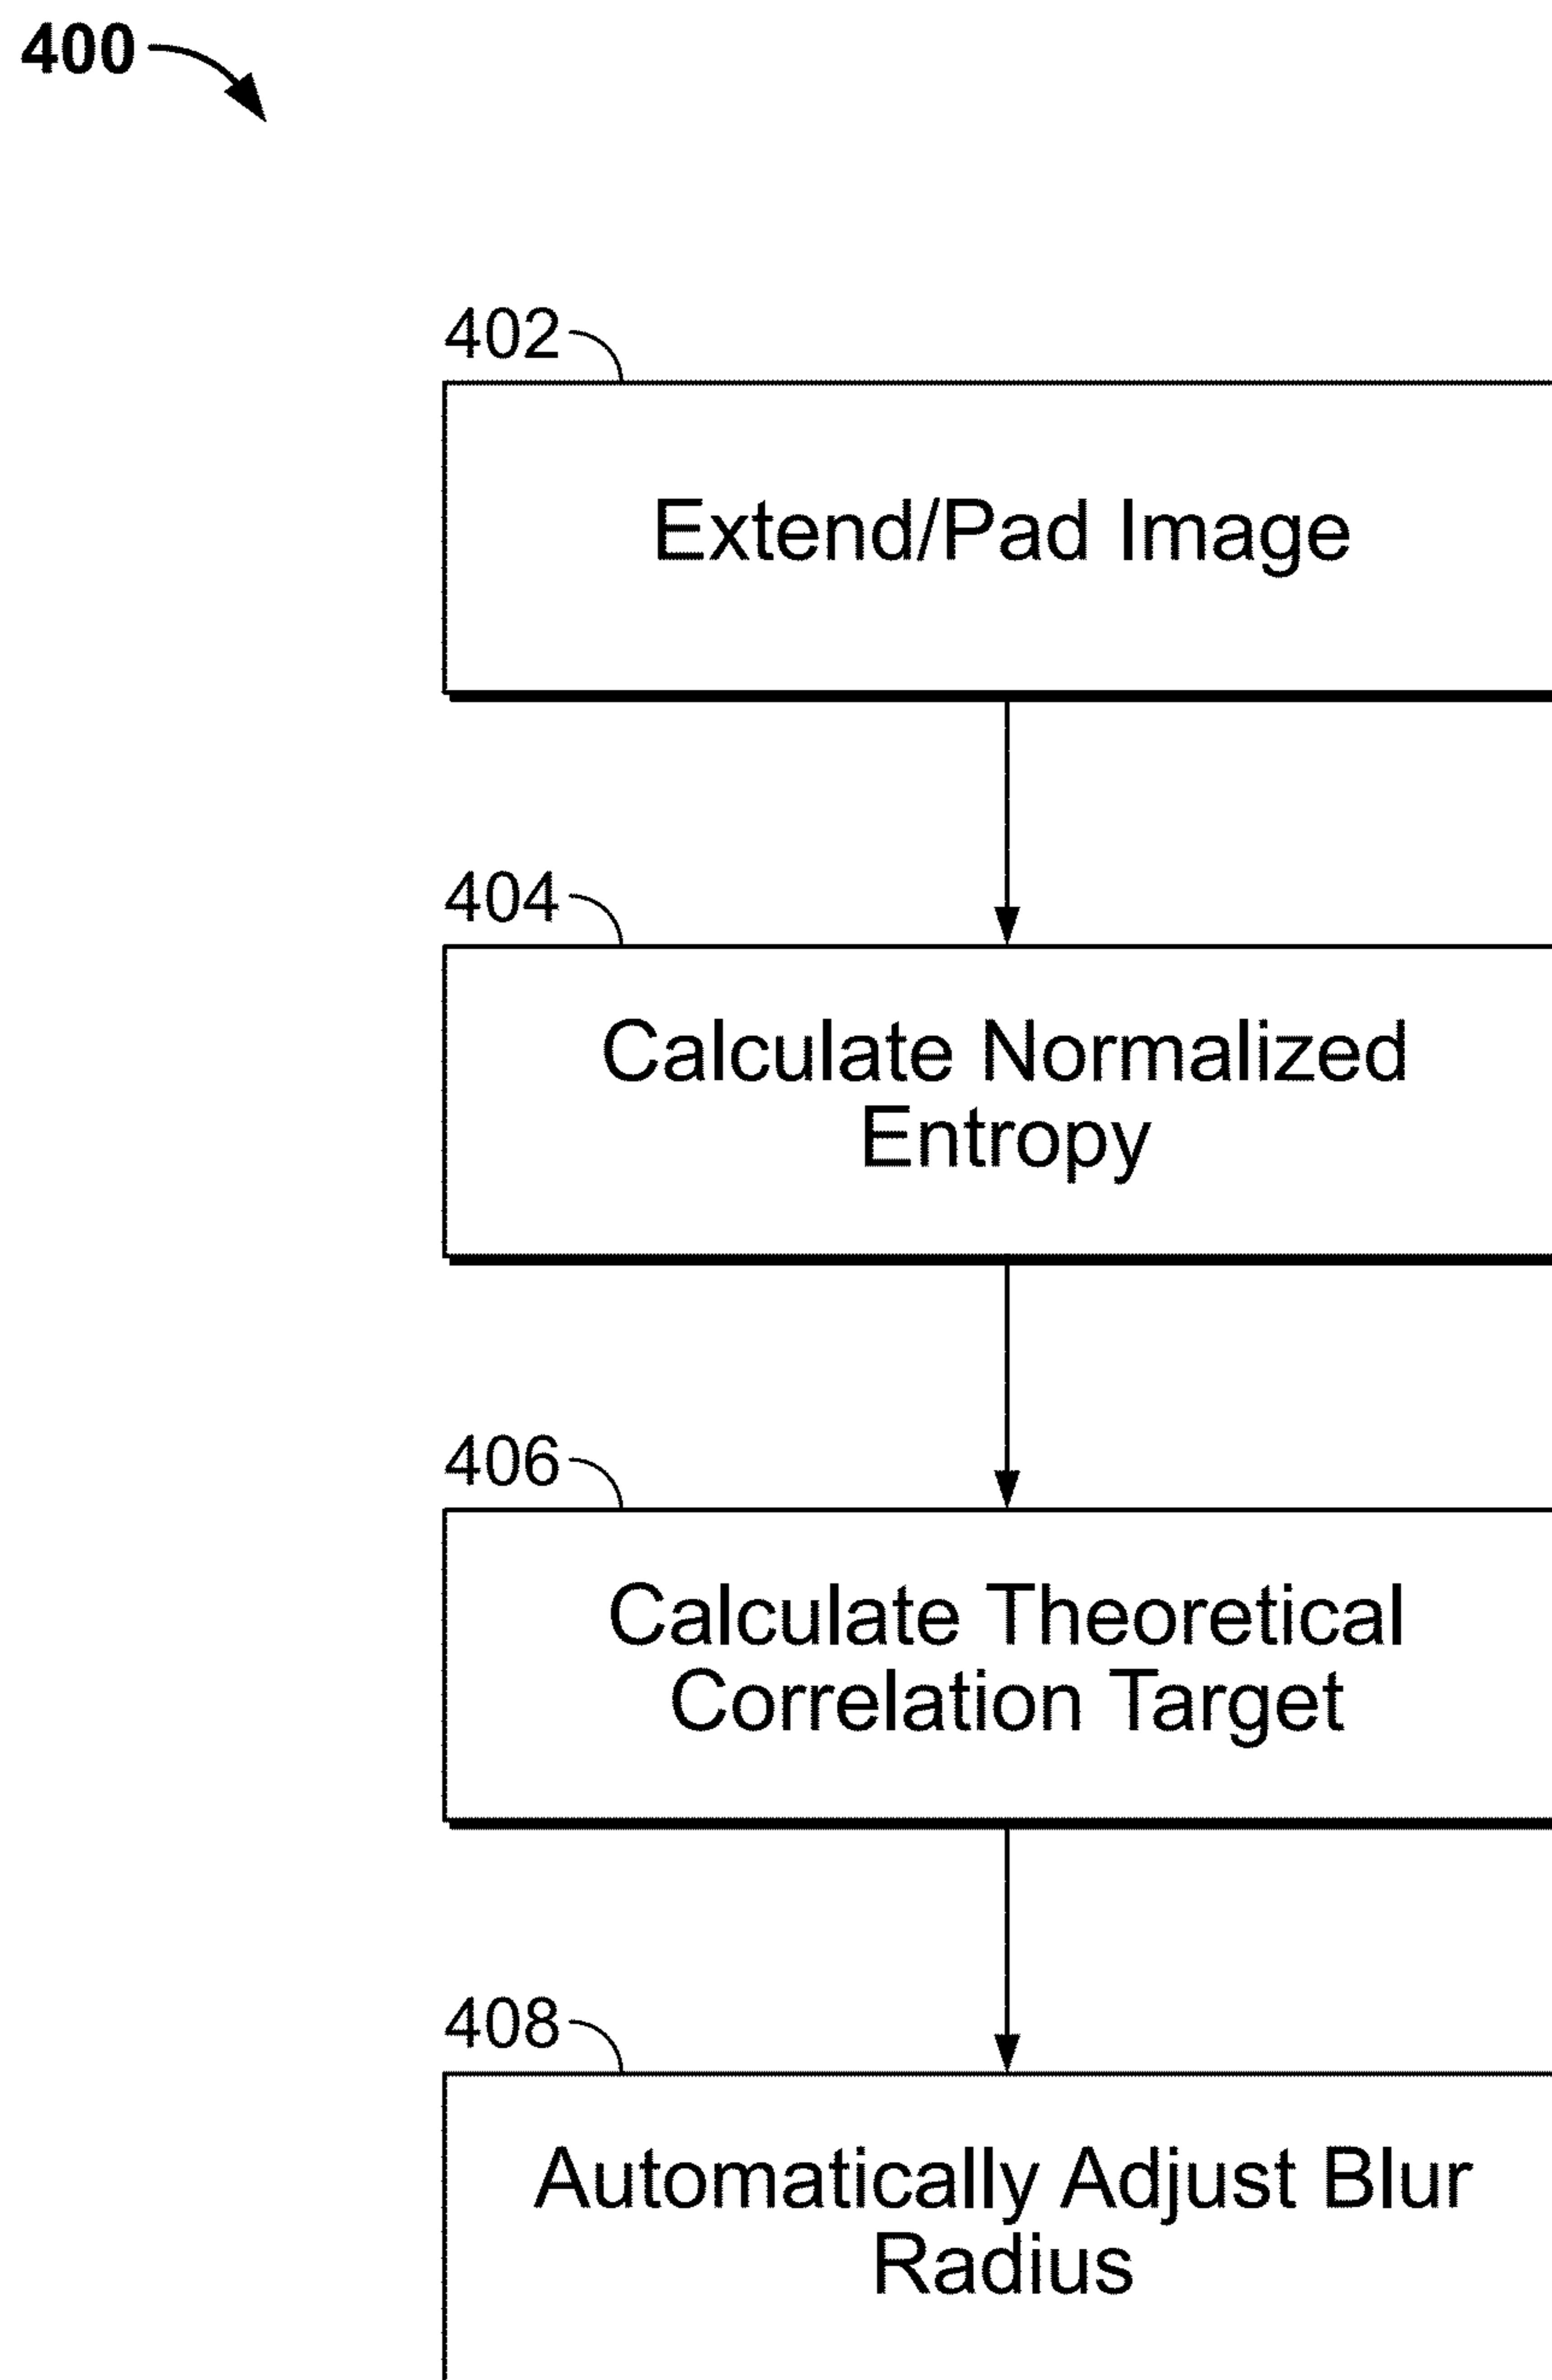 400
402
Extend/Pad Image
404
Calculate Normalized
Entropy
406
Calculate Theoretical
Correlation Target
408
Automatically Adjust Blur
Radius